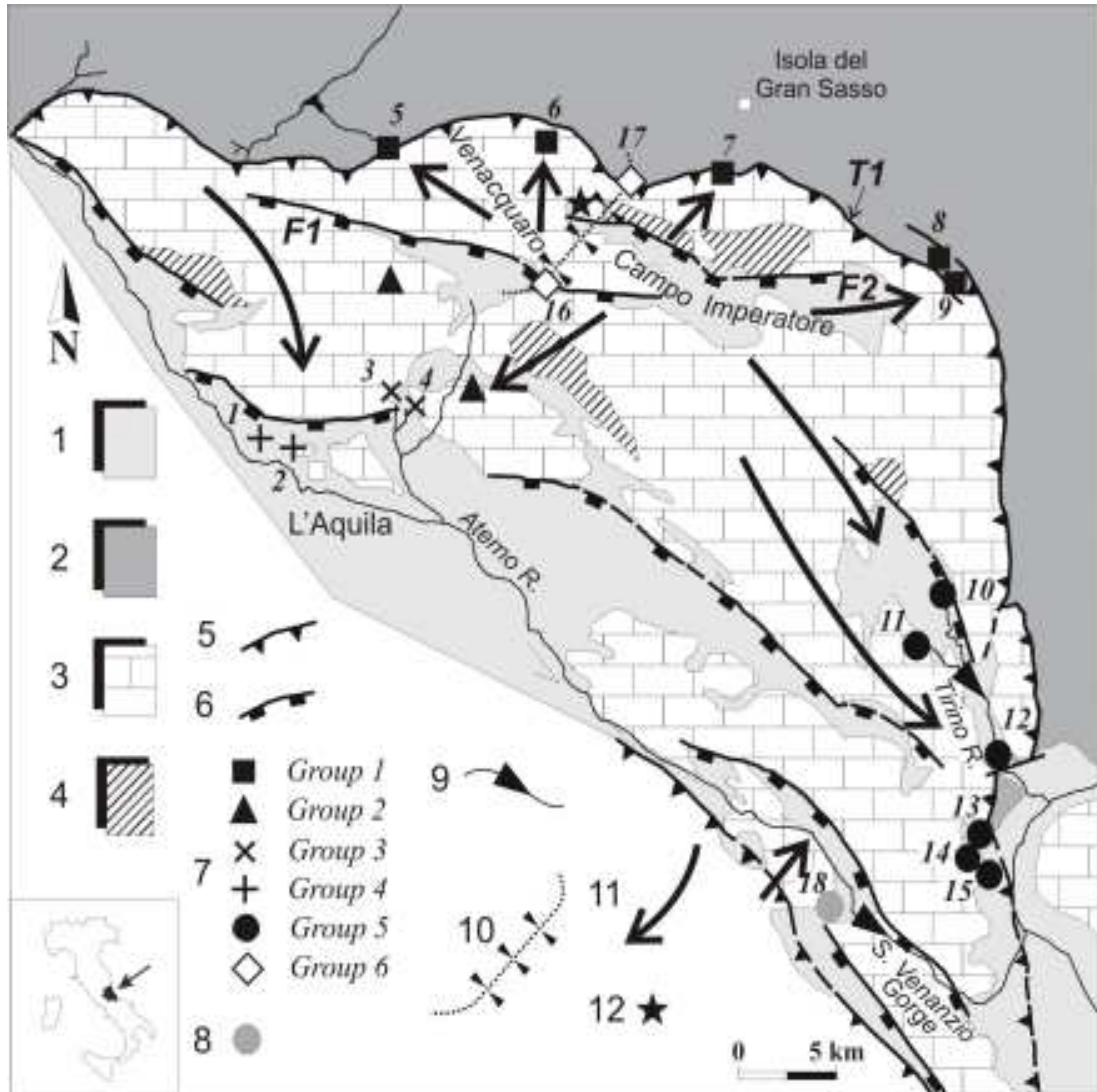 Isola del
Gran Sasso
5
6
17
7
T1
Venacquaro
8
F1
9
F2
Campo Imperatore
16
N
3
4
1
2
L'Aquila
Aterno R.
10
11
Tirino R.
12
13
14
15
18
S. Venanzio
Gorge
1
2
3
4
5
6
7
Group 1
Group 2
Group 3
Group 4
Group 5
Group 6
8
9
10
11
12
0 5 km